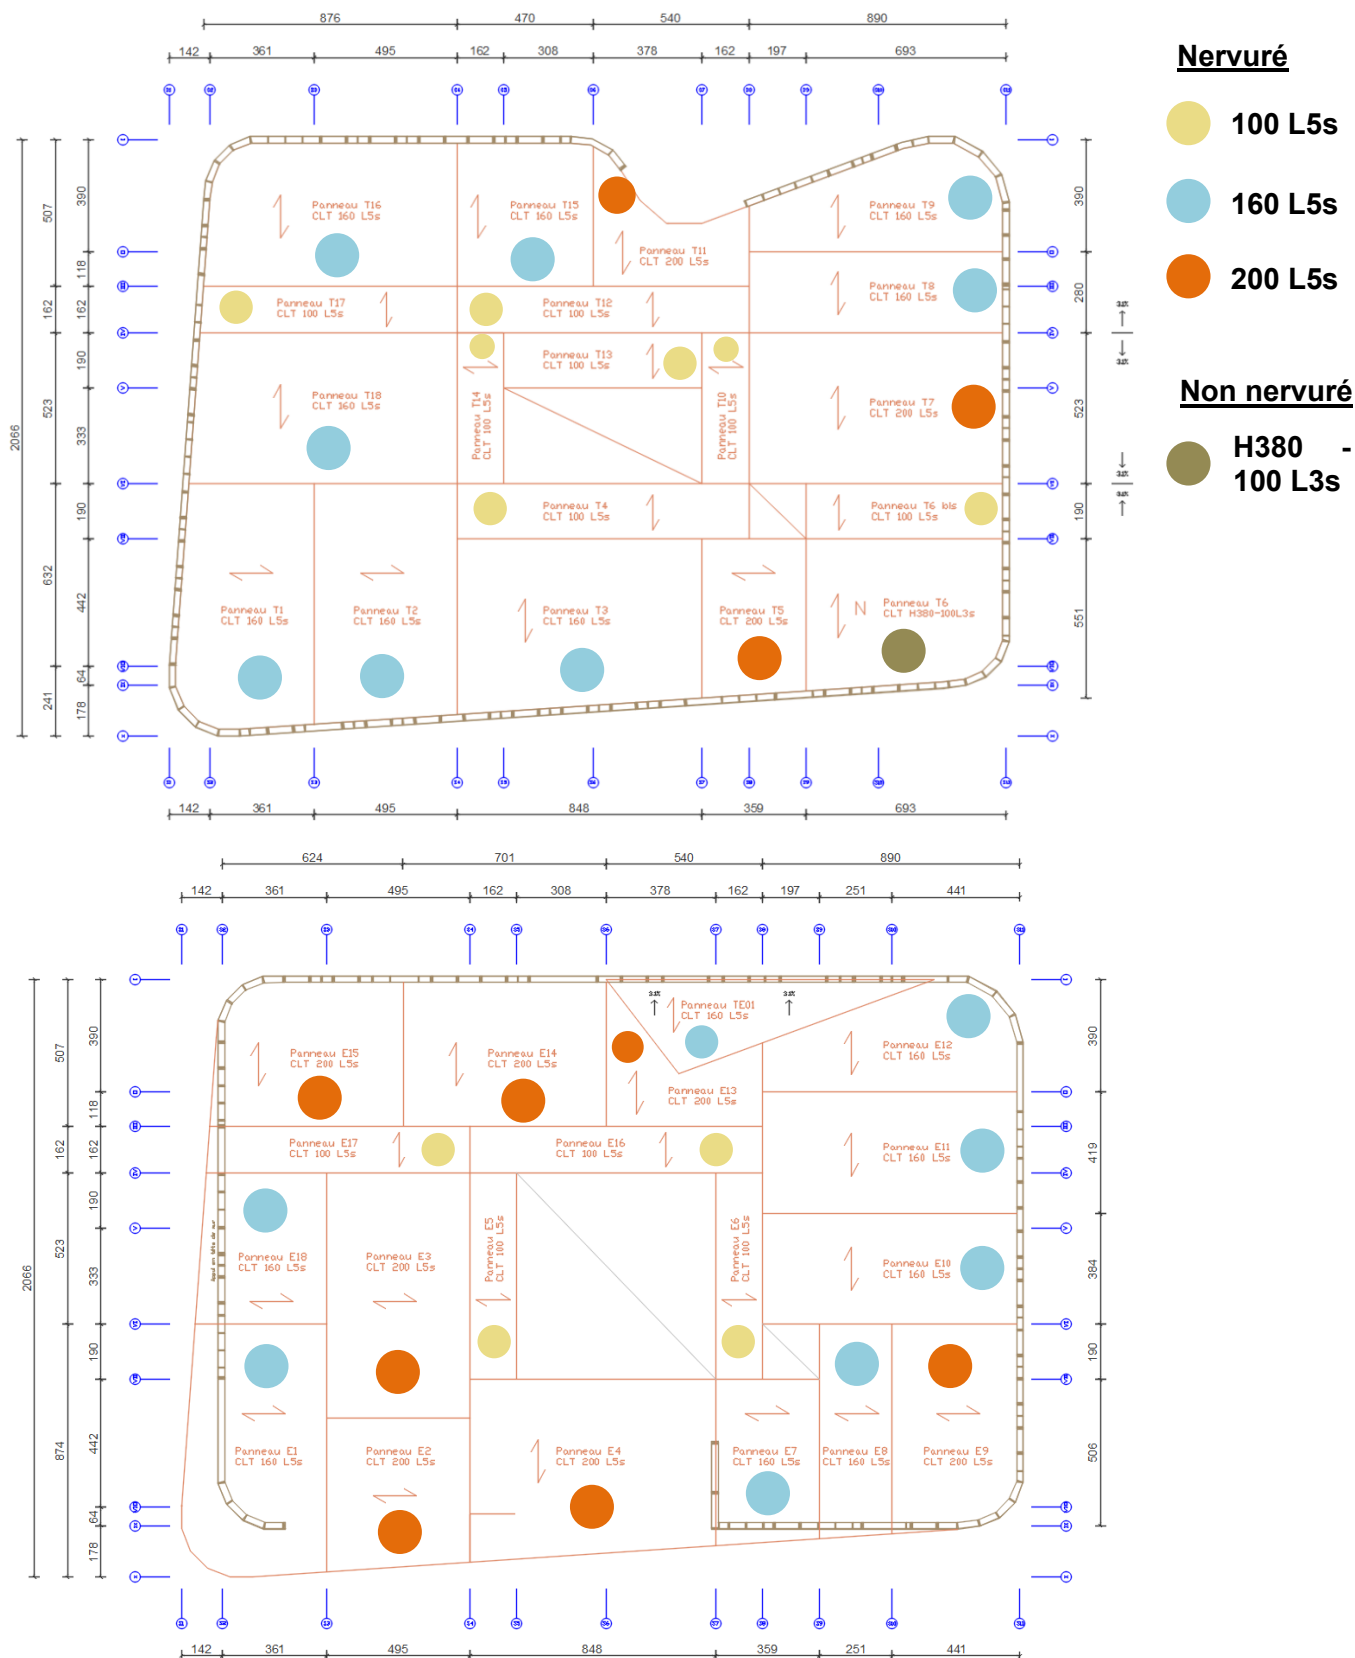 876 470 540 890
142 361 495 162 308 378 162 197 693
Nervuré
100 L5s
160 L5s
200 L5s
Non nervuré
H380 -
100 L3s
2066
507 162 523 632 241
390 118 162 190 333 190 442 64 178
390 280 523 190 551
Panneau T16
CLT 160 L5s
Panneau T15
CLT 160 L5s
Panneau T9
CLT 160 L5s
Panneau T11
CLT 200 L5s
Panneau T8
CLT 160 L5s
Panneau T17
CLT 100 L5s
Panneau T12
CLT 100 L5s
Panneau T13
CLT 100 L5s
Panneau T18
CLT 160 L5s
Panneau T14
CLT 100 L5s
Panneau T10
CLT 100 L5s
Panneau T7
CLT 200 L5s
Panneau T4
CLT 100 L5s
Panneau T6 bis
CLT 100 L5s
Panneau T1
CLT 160 L5s
Panneau T2
CLT 160 L5s
Panneau T3
CLT 160 L5s
Panneau T5
CLT 200 L5s
N
Panneau T6
CLT H380-100L3s
142 361 495 848 359 693
624 701 540 890
142 361 495 162 308 378 162 197 251 441
2066
507 162 523 874
390 118 162 190 333 190 442 64 178
390 419 384 190 506
Panneau TE01
CLT 160 L5s
Panneau E15
CLT 200 L5s
Panneau E14
CLT 200 L5s
Panneau E12
CLT 160 L5s
Panneau E13
CLT 200 L5s
Panneau E17
CLT 100 L5s
Panneau E16
CLT 100 L5s
Panneau E11
CLT 160 L5s
Panneau E18
CLT 160 L5s
Panneau E3
CLT 200 L5s
Panneau E5
CLT 100 L5s
Panneau E6
CLT 100 L5s
Panneau E10
CLT 160 L5s
Panneau E1
CLT 160 L5s
Panneau E2
CLT 200 L5s
Panneau E4
CLT 200 L5s
Panneau E7
CLT 160 L5s
Panneau E8
CLT 160 L5s
Panneau E9
CLT 200 L5s
142 361 495 848 359 251 441